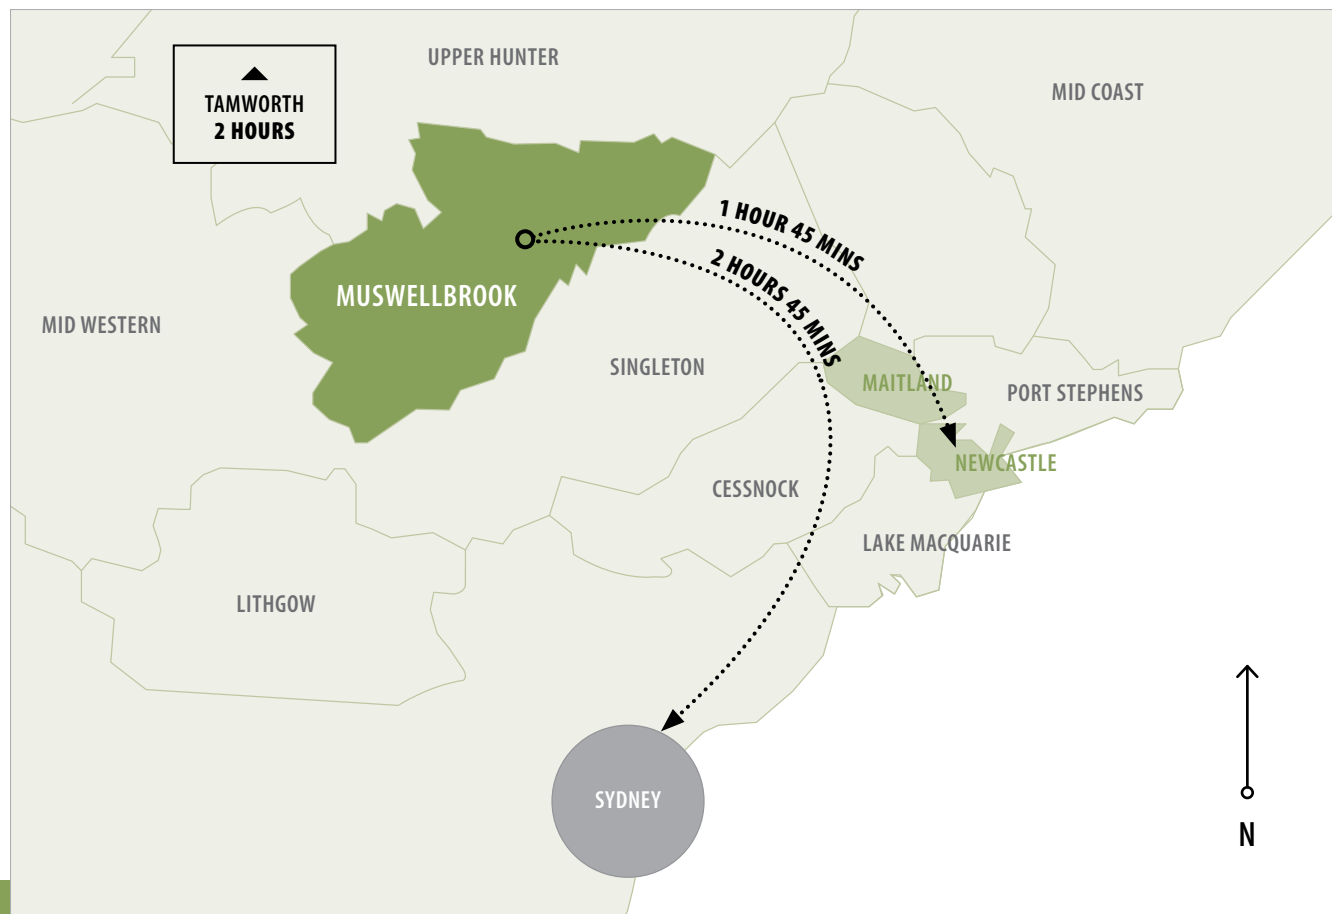 UPPER HUNTER
MID COAST
TAMWORTH
2 HOURS
1 HOUR 45 MINS
2 HOURS 45 MINS
MUSWELLBROOK
MID WESTERN
SINGLETON
MAITLAND
PORT STEPHENS
NEWCASTLE
CESSNOCK
LAKE MACQUARIE
LITHGOW
SYDNEY
N